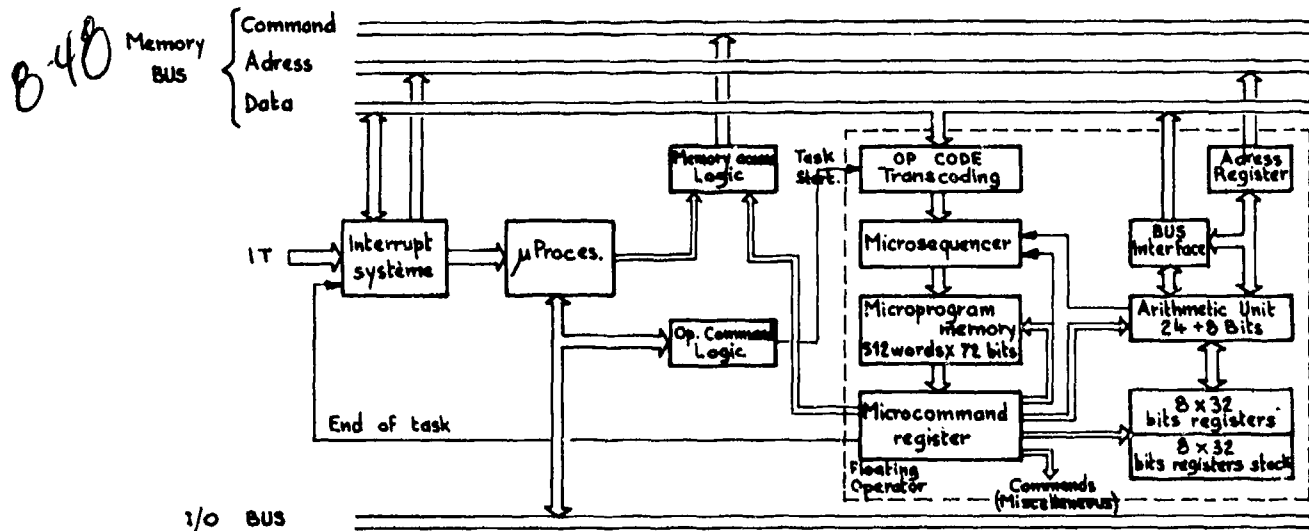 8-48
Memory
BUS
Command
Adress
Data
Memory access
Logic
Task
Start.
OP CODE
Transcoding
Adress
Register
IT
Interrupt
système
µProces.
Microsequencer
BUS
Interface
Op. Command
Logic
Microprogram
memory
512 words X 72 bits
Arithmetic Unit
24 +8 Bits
End of task
Microcommand
register
8 x 32
bits registers
8 x 32
bits registers stack
Floating
Operator
Commands
(Miscellaneous)
I/O BUS